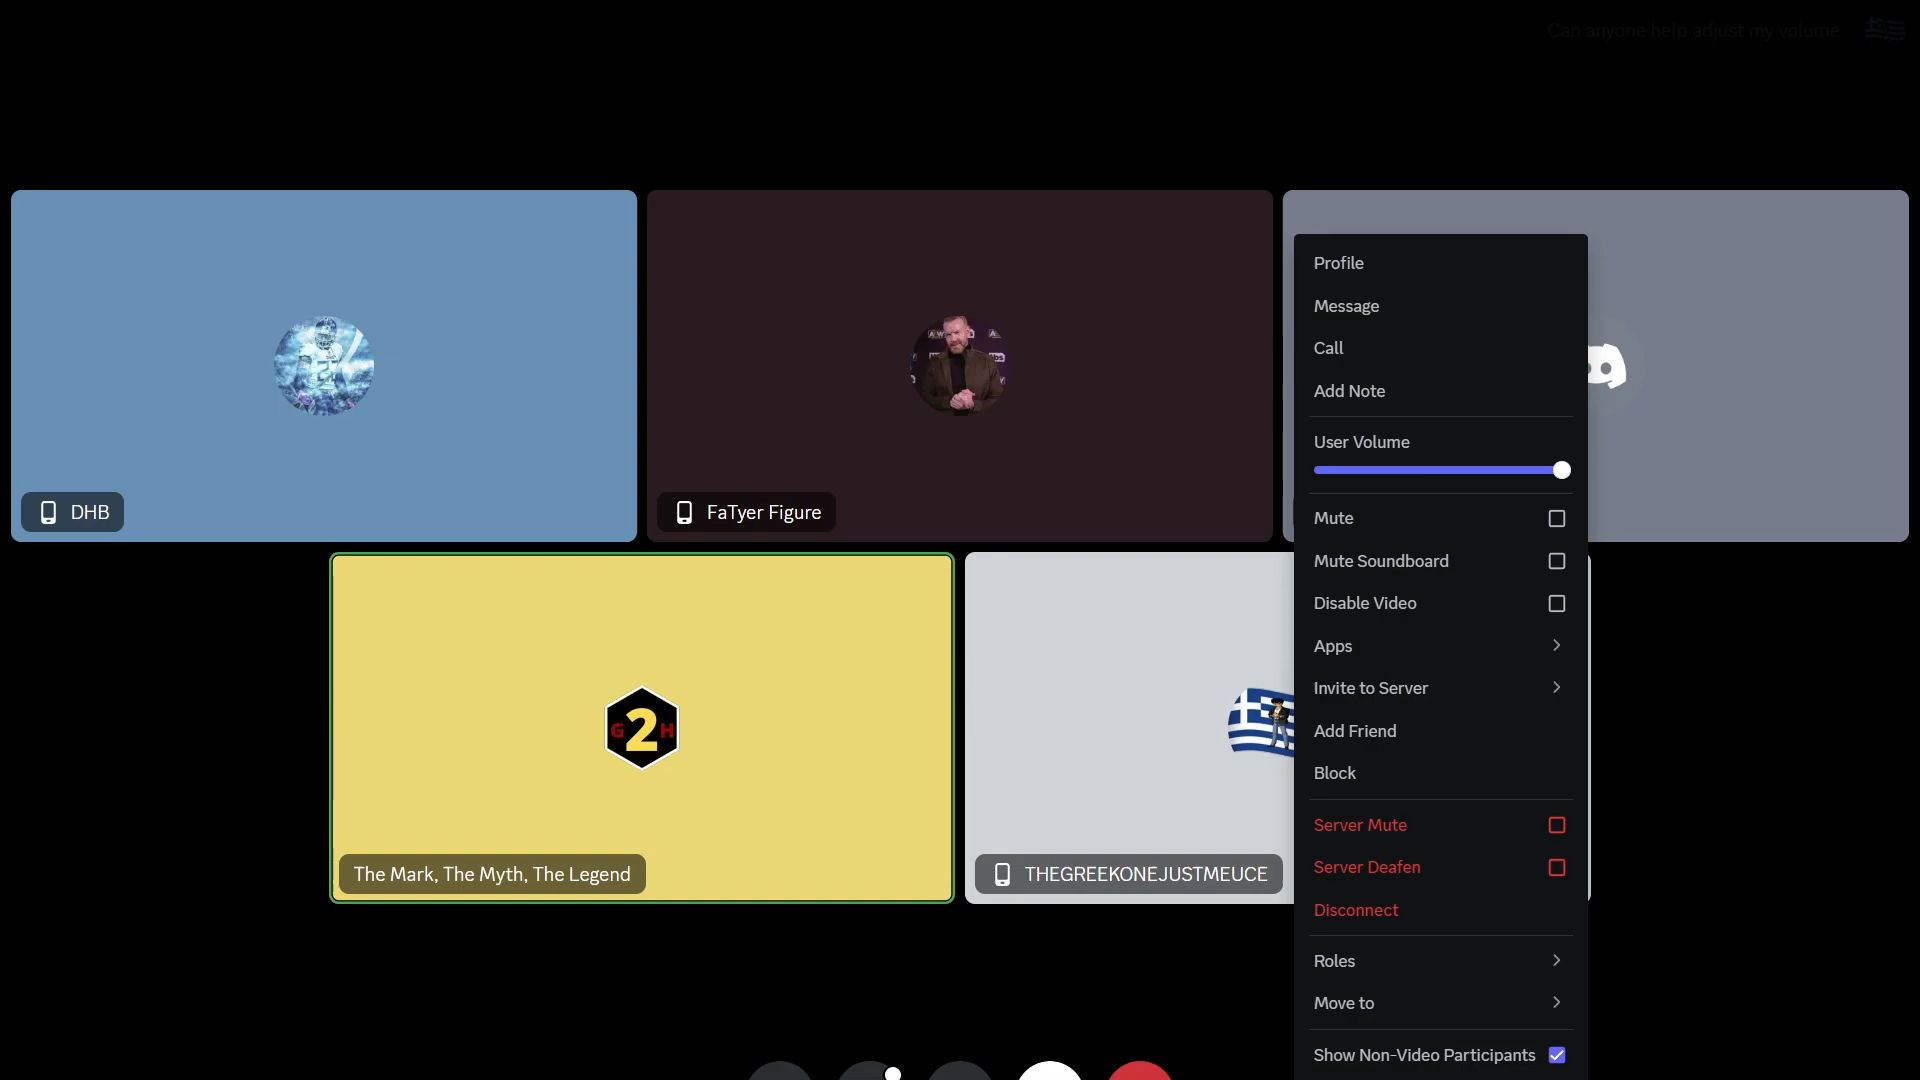 Can anyone help adjust my volume
DHB
FaTyer Figure
G2H
The Mark, The Myth, The Legend
THEGREEKONEJUSTMEUCE
Profile
Message
Call
Add Note
User Volume
Mute
Mute Soundboard
Disable Video
Apps
Invite to Server
Add Friend
Block
Server Mute
Server Deafen
Disconnect
Roles
Move to
Show Non-Video Participants